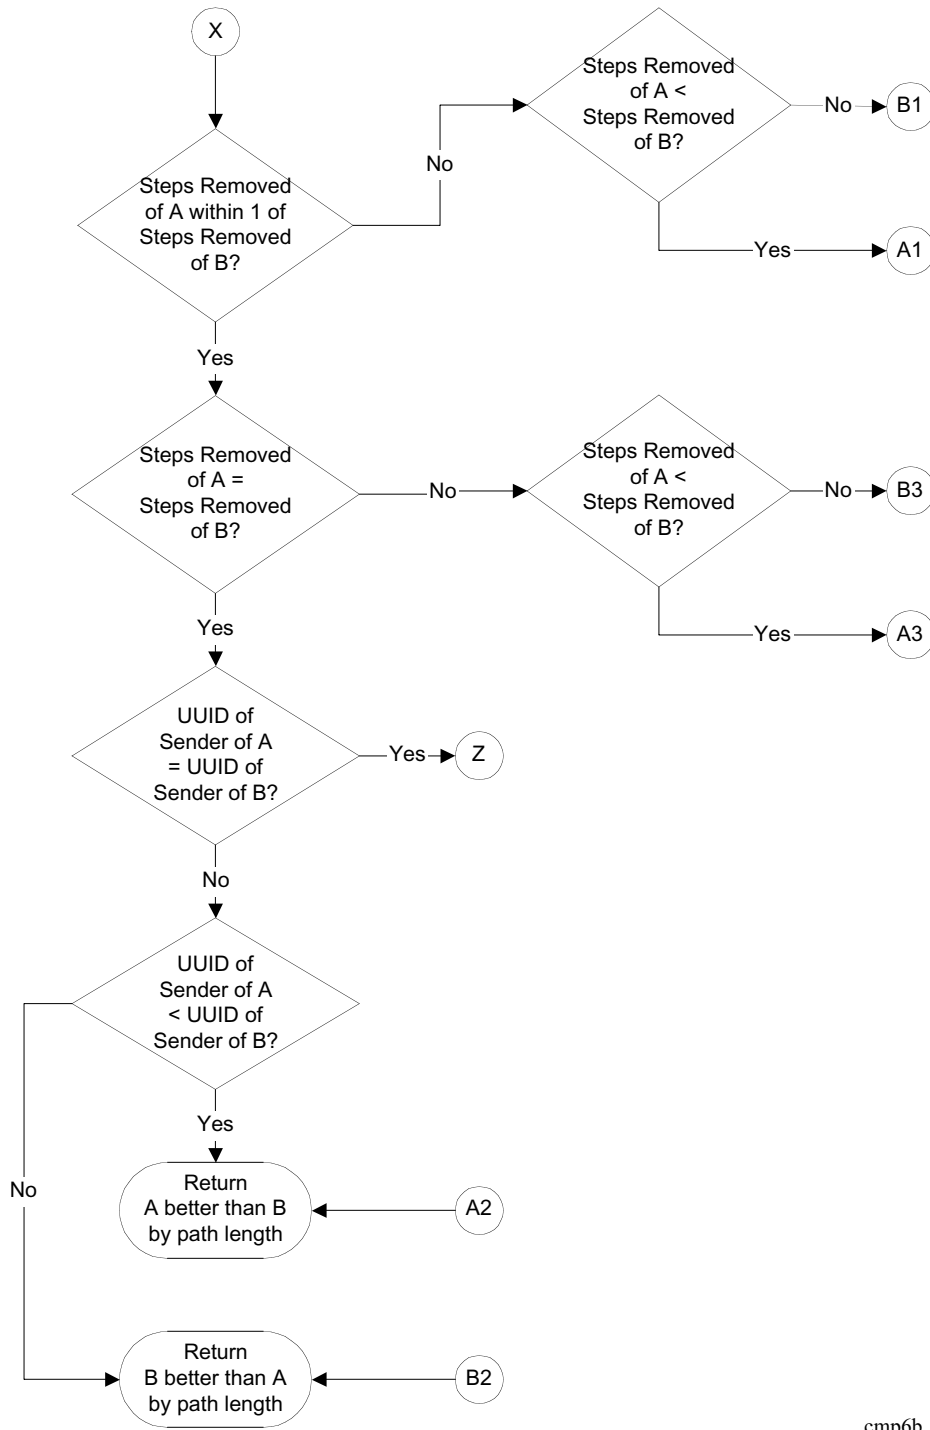 X
Steps Removed
of A <
Steps Removed
of B?
No
B1
Steps Removed
of A within 1 of
Steps Removed
of B?
No
Yes
A1
Yes
Steps Removed
of A =
Steps Removed
of B?
No
Steps Removed
of A <
Steps Removed
of B?
No
B3
Yes
A3
Yes
UUID of
Sender of A
= UUID of
Sender of B?
Yes
Z
No
UUID of
Sender of A
< UUID of
Sender of B?
Yes
No
Return
A better than B
by path length
A2
Return
B better than A
by path length
B2
cmp6b